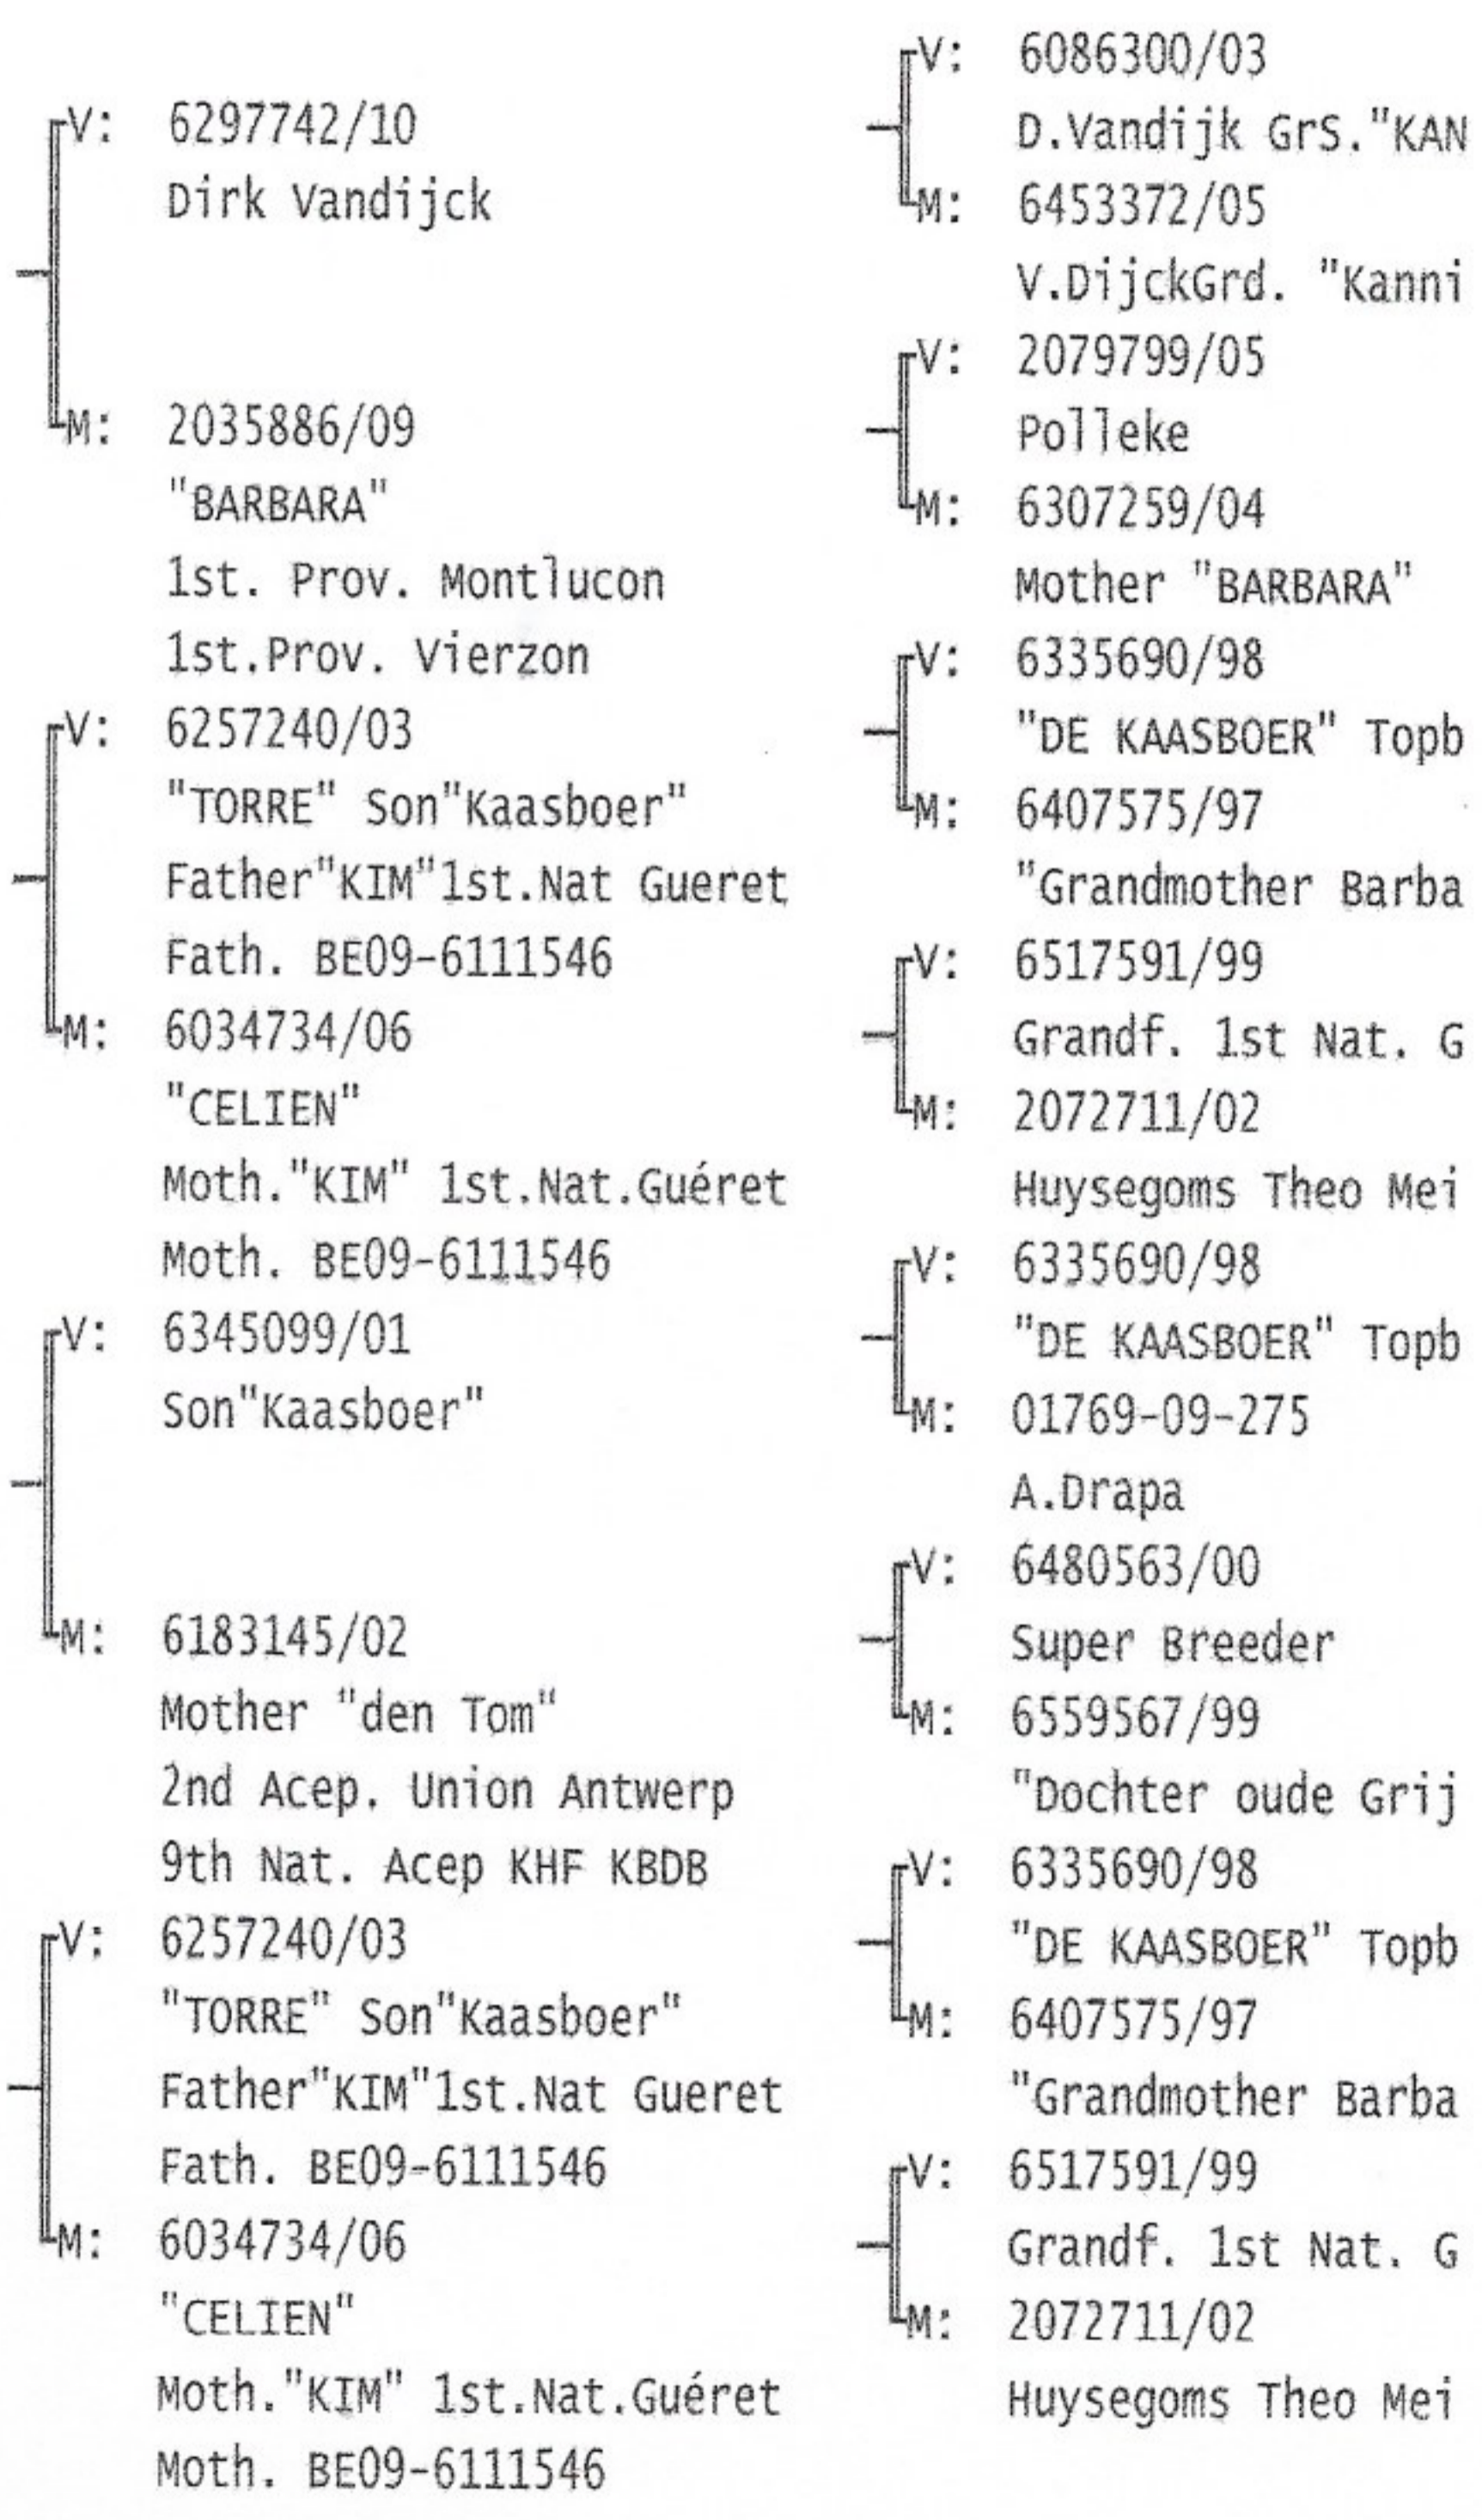 V: 6297742/10
Dirk Vandijck
M: 2035886/09
"BARBARA"
1st. Prov. Montlucon
1st.Prov. Vierzon
V: 6257240/03
"TORRE" Son"Kaasboer"
Father"KIM"1st.Nat Gueret
Fath. BE09-6111546
M: 6034734/06
"CELIEN"
Moth."KIM" 1st.Nat.Guéret
Moth. BE09-6111546
V: 6345099/01
Son"Kaasboer"
M: 6183145/02
Mother "den Tom"
2nd Acep. Union Antwerp
9th Nat. Acep KHF KBDB
V: 6257240/03
"TORRE" Son"Kaasboer"
Father"KIM"1st.Nat Gueret
Fath. BE09-6111546
M: 6034734/06
"CELIEN"
Moth."KIM" 1st.Nat.Guéret
Moth. BE09-6111546
V: 6086300/03
D.Vandijk GrS."KAN
M: 6453372/05
V.DijckGrd. "Kanni
V: 2079799/05
Polleke
M: 6307259/04
Mother "BARBARA"
V: 6335690/98
"DE KAASBOER" Topb
M: 6407575/97
"Grandmother Barba
V: 6517591/99
Grandf. 1st Nat. G
M: 2072711/02
Huysegoms Theo Mei
V: 6335690/98
"DE KAASBOER" Topb
M: 01769-09-275
A.Drapa
V: 6480563/00
Super Breeder
M: 6559567/99
"Dochter oude Grij
V: 6335690/98
"DE KAASBOER" Topb
M: 6407575/97
"Grandmother Barba
V: 6517591/99
Grandf. 1st Nat. G
M: 2072711/02
Huysegoms Theo Mei